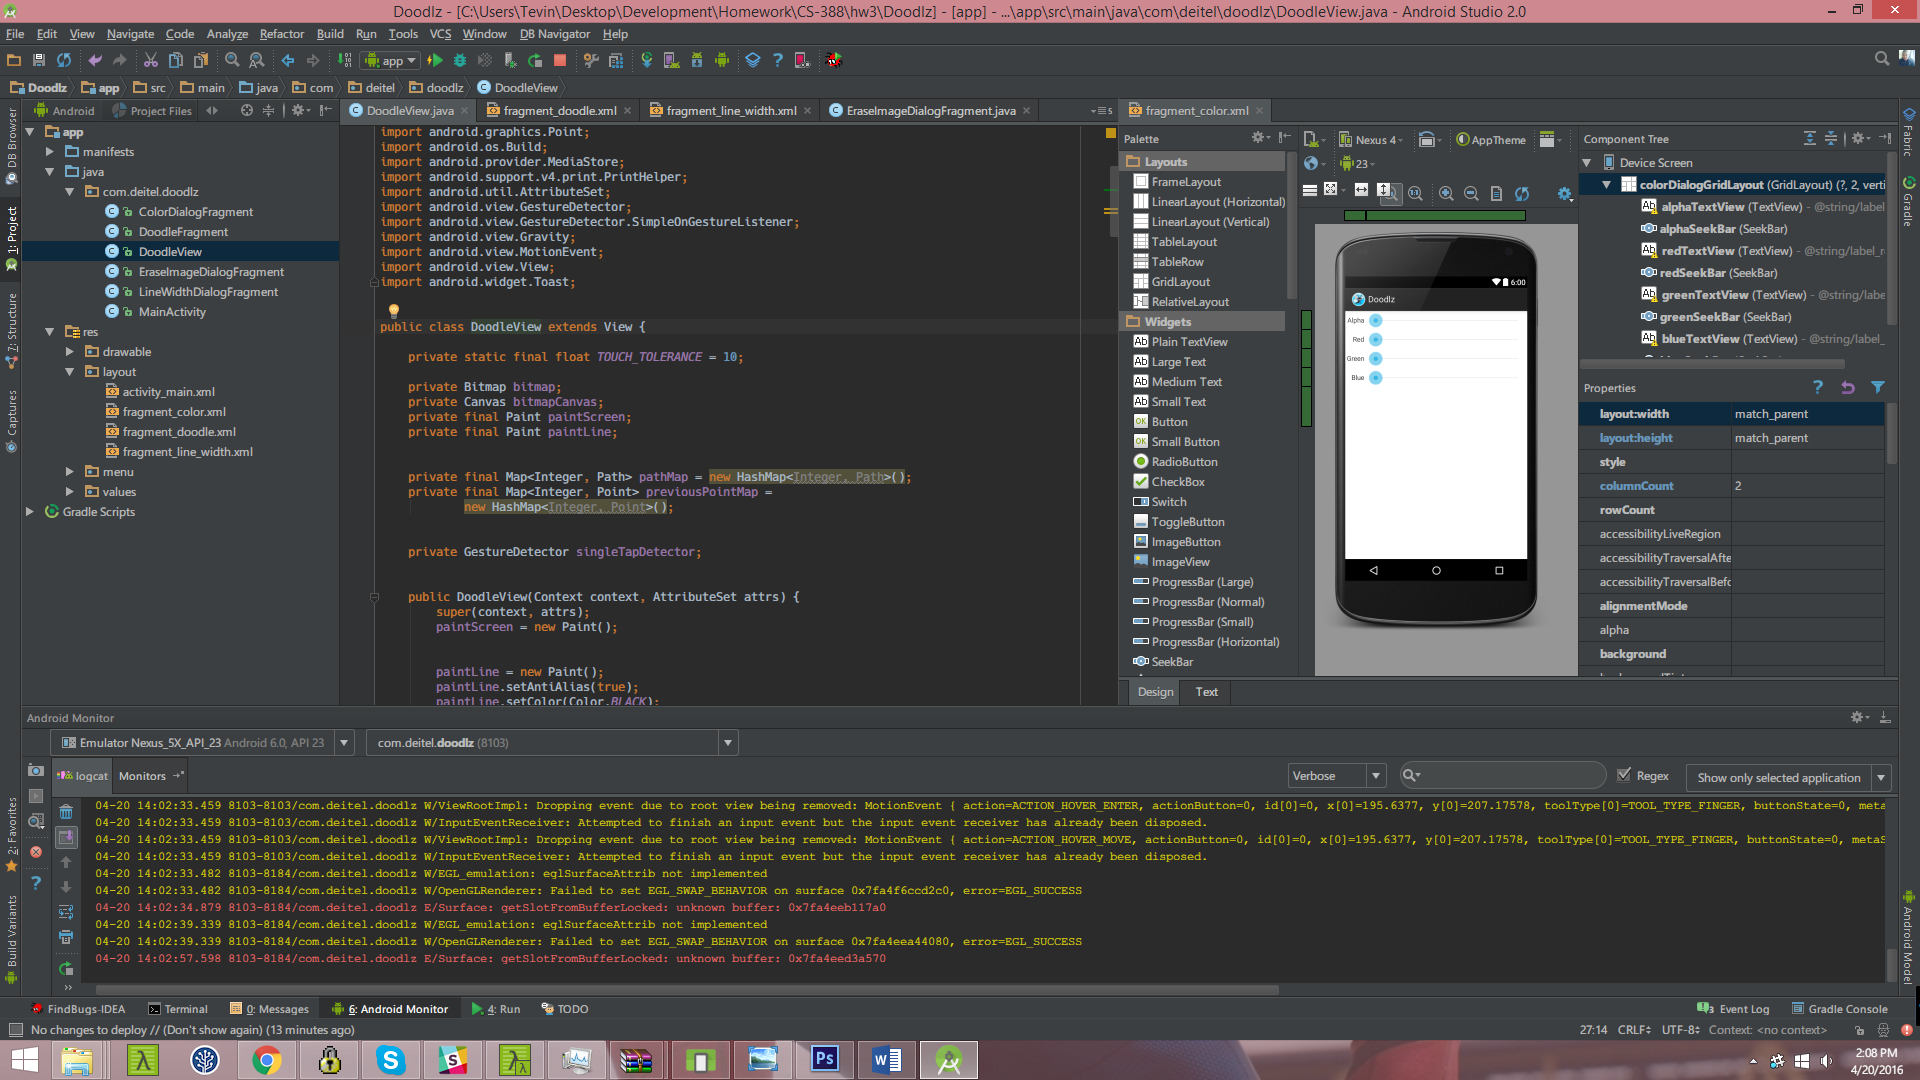 Doodlz - [C:\Users\Tevin\Desktop\Development\Homework\CS-388\hw3\Doodlz] - [app] - ...\app\src\main\java\com\deitel\doodlz\DoodleView.java - Android Studio 2.0
File Edit View Navigate Code Analyze Refactor Build Run Tools VCS Window DB Navigator Help
app
Doodlz app src main java com deitel doodlz DoodleView
Android Project Files
DoodleView.java fragment_doodle.xml fragment_line_width.xml EraseImageDialogFragment.java
5
fragment_color.xml
DB Browser
1: Project
7: Structure
Captures
2: Favorites
Build Variants
app
manifests
java
com.deitel.doodlz
ColorDialogFragment
DoodleFragment
DoodleView
EraseImageDialogFragment
LineWidthDialogFragment
MainActivity
res
drawable
layout
activity_main.xml
fragment_color.xml
fragment_doodle.xml
fragment_line_width.xml
menu
values
Gradle Scripts
import android.graphics.Point;
import android.os.Build;
import android.provider.MediaStore;
import android.support.v4.print.PrintHelper;
import android.util.AttributeSet;
import android.view.GestureDetector;
import android.view.GestureDetector.SimpleOnGestureListener;
import android.view.Gravity;
import android.view.MotionEvent;
import android.view.View;
import android.widget.Toast;
public class DoodleView extends View {
private static final float TOUCH_TOLERANCE = 10;
private Bitmap bitmap;
private Canvas bitmapCanvas;
private final Paint paintScreen;
private final Paint paintLine;
private final Map<Integer, Path> pathMap = new HashMap<Integer, Path>();
private final Map<Integer, Point> previousPointMap =
new HashMap<Integer, Point>();
private GestureDetector singleTapDetector;
public DoodleView(Context context, AttributeSet attrs) {
super(context, attrs);
paintScreen = new Paint();
paintLine = new Paint();
paintLine.setAntiAlias(true);
paintLine.setColor(Color.BLACK);
Palette
Layouts
FrameLayout
LinearLayout (Horizontal)
LinearLayout (Vertical)
TableLayout
TableRow
GridLayout
RelativeLayout
Widgets
Plain TextView
Large Text
Medium Text
Small Text
Button
Small Button
RadioButton
CheckBox
Switch
ToggleButton
ImageButton
ImageView
ProgressBar (Large)
ProgressBar (Normal)
ProgressBar (Small)
ProgressBar (Horizontal)
SeekBar
Design Text
Nexus 4 AppTheme
23
6:00
Doodlz
Alpha
Red
Green
Blue
Component Tree
Device Screen
colorDialogGridLayout (GridLayout) (?, 2, verti
alphaTextView (TextView) - @string/label_
alphaSeekBar (SeekBar)
redTextView (TextView) - @string/label_r
redSeekBar (SeekBar)
greenTextView (TextView) - @string/labe
greenSeekBar (SeekBar)
blueTextView (TextView) - @string/label_
Properties
layout:width match_parent
layout:height match_parent
style
columnCount 2
rowCount
accessibilityLiveRegion
accessibilityTraversalAfte
accessibilityTraversalBefc
alignmentMode
alpha
background
Fabric
Gradle
Android Model
Android Monitor
Emulator Nexus_5X_API_23 Android 6.0, API 23 com.deitel.doodlz (8103)
logcat Monitors Verbose Regex Show only selected application
04-20 14:02:33.459 8103-8103/com.deitel.doodlz W/ViewRootImpl: Dropping event due to root view being removed: MotionEvent { action=ACTION_HOVER_ENTER, actionButton=0, id[0]=0, x[0]=195.6377, y[0]=207.17578, toolType[0]=TOOL_TYPE_FINGER, buttonState=0, meta
04-20 14:02:33.459 8103-8103/com.deitel.doodlz W/InputEventReceiver: Attempted to finish an input event but the input event receiver has already been disposed.
04-20 14:02:33.459 8103-8103/com.deitel.doodlz W/ViewRootImpl: Dropping event due to root view being removed: MotionEvent { action=ACTION_HOVER_MOVE, actionButton=0, id[0]=0, x[0]=195.6377, y[0]=207.17578, toolType[0]=TOOL_TYPE_FINGER, buttonState=0, metaS
04-20 14:02:33.459 8103-8103/com.deitel.doodlz W/InputEventReceiver: Attempted to finish an input event but the input event receiver has already been disposed.
04-20 14:02:33.482 8103-8184/com.deitel.doodlz W/EGL_emulation: eglSurfaceAttrib not implemented
04-20 14:02:33.482 8103-8184/com.deitel.doodlz W/OpenGLRenderer: Failed to set EGL_SWAP_BEHAVIOR on surface 0x7fa4f6ccd2c0, error=EGL_SUCCESS
04-20 14:02:34.879 8103-8184/com.deitel.doodlz E/Surface: getSlotFromBufferLocked: unknown buffer: 0x7fa4eeb117a0
04-20 14:02:39.339 8103-8184/com.deitel.doodlz W/EGL_emulation: eglSurfaceAttrib not implemented
04-20 14:02:39.339 8103-8184/com.deitel.doodlz W/OpenGLRenderer: Failed to set EGL_SWAP_BEHAVIOR on surface 0x7fa4eea44080, error=EGL_SUCCESS
04-20 14:02:57.598 8103-8184/com.deitel.doodlz E/Surface: getSlotFromBufferLocked: unknown buffer: 0x7fa4eed3a570
FindBugs-IDEA Terminal 0: Messages 6: Android Monitor 4: Run TODO 3 Event Log Gradle Console
No changes to deploy // (Don't show again) (13 minutes ago) 27:14 CRLF UTF-8 Context: <no context>
2:08 PM
4/20/2016